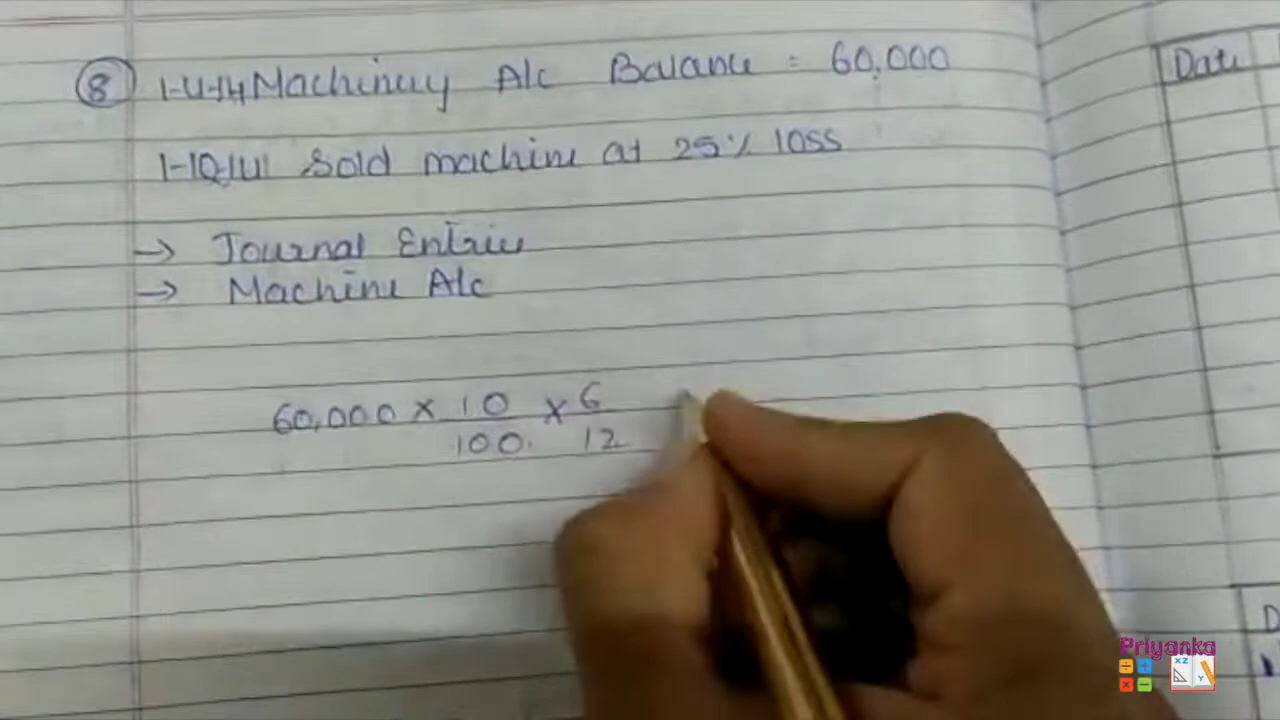 8 1-4-14 Machinery A/c Balance = 60,000
1-10-14 Sold machine at 25% loss
→ Journal Entries
→ Machine A/c
60,000 × 10/100 × 6/12
Date
D
Priyanka